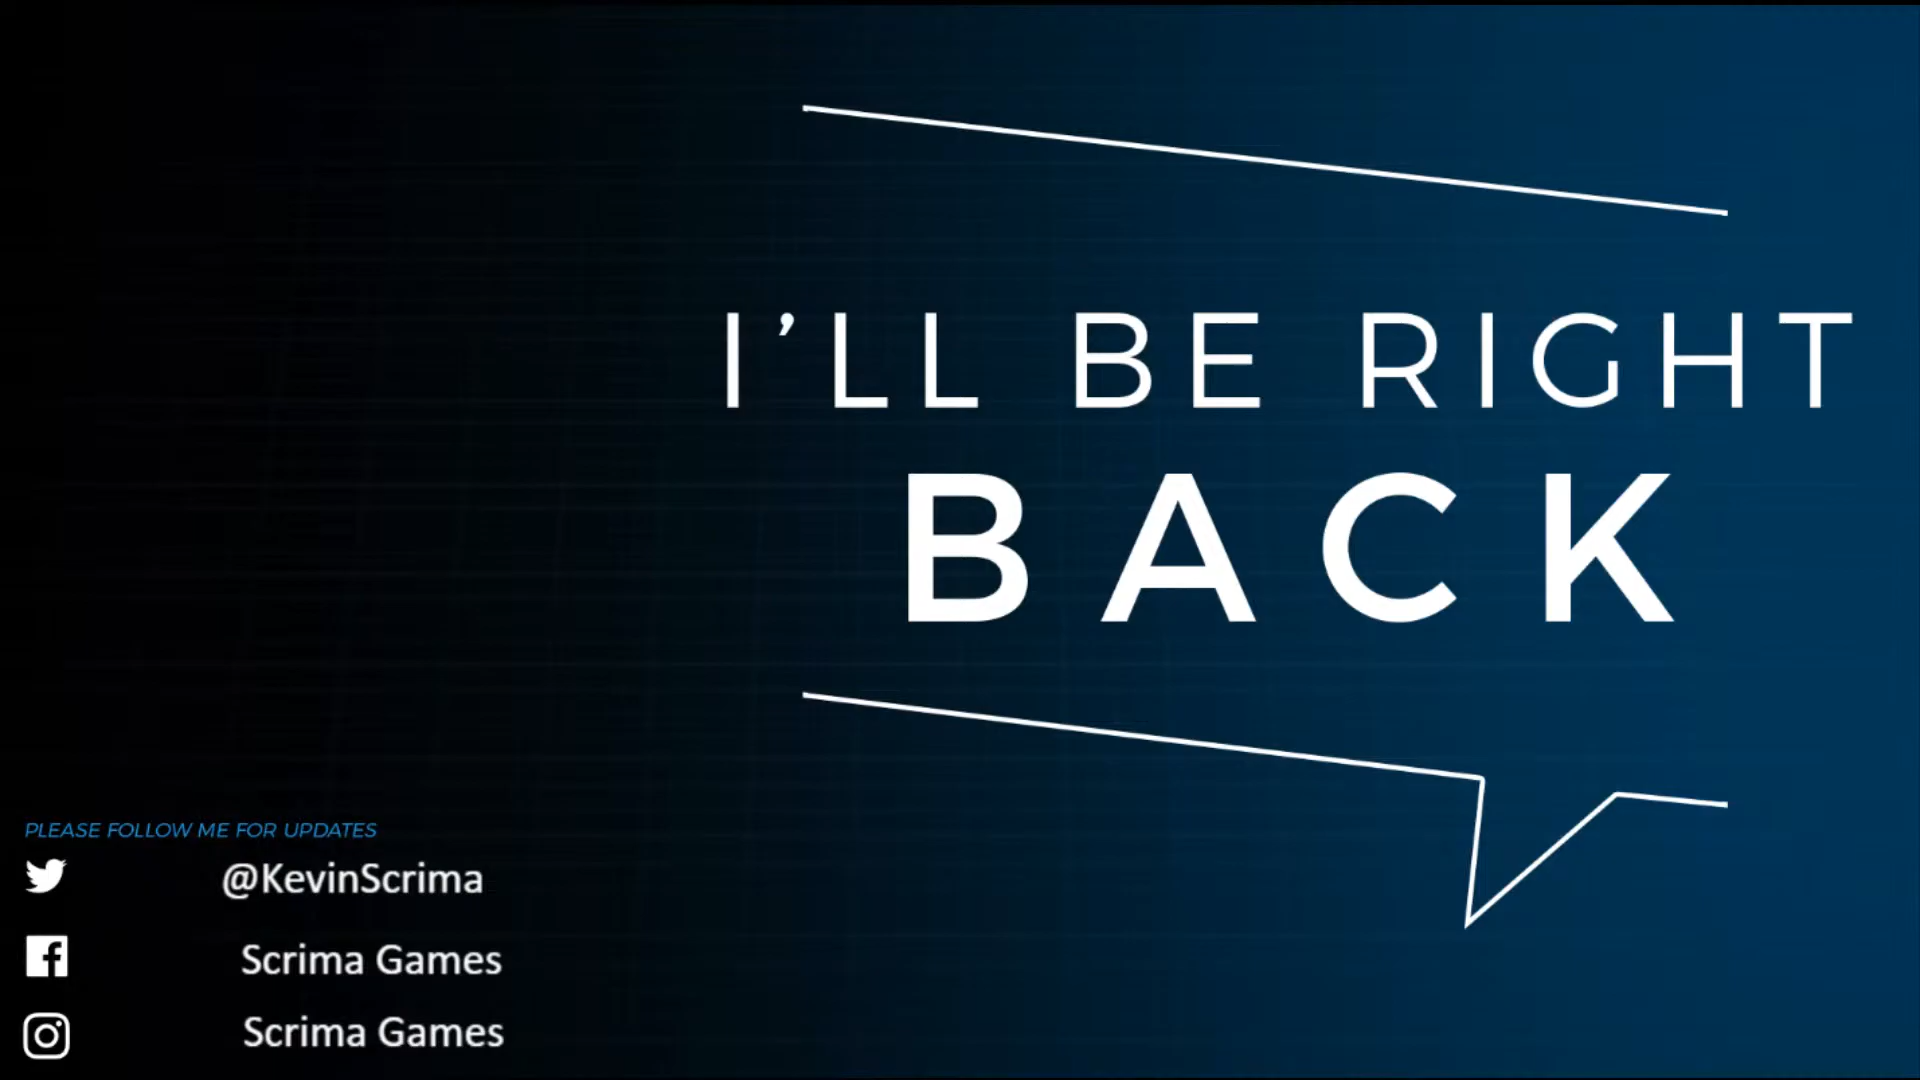 I’LL BE RIGHT
BACK
PLEASE FOLLOW ME FOR UPDATES
@KevinScrima
Scrima Games
Scrima Games